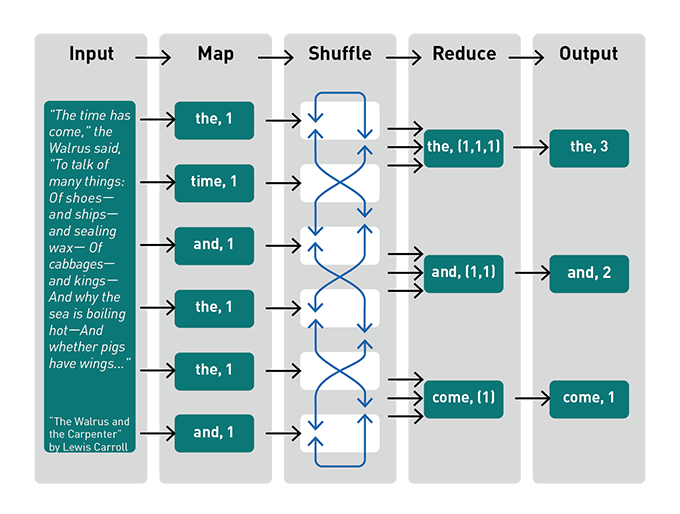 Input
Map
Shuffle
Reduce
Output
"The time has
come," the
Walrus said,
"To talk of
many things:
Of shoes—
and ships—
and sealing
wax— Of
cabbages—
and kings—
And why the
sea is boiling
hot—And
whether pigs
have wings..."
"The Walrus and
the Carpenter"
by Lewis Carroll
the, 1
time, 1
and, 1
the, 1
the, 1
and, 1
the, (1,1,1)
and, (1,1)
come, (1)
the, 3
and, 2
come, 1